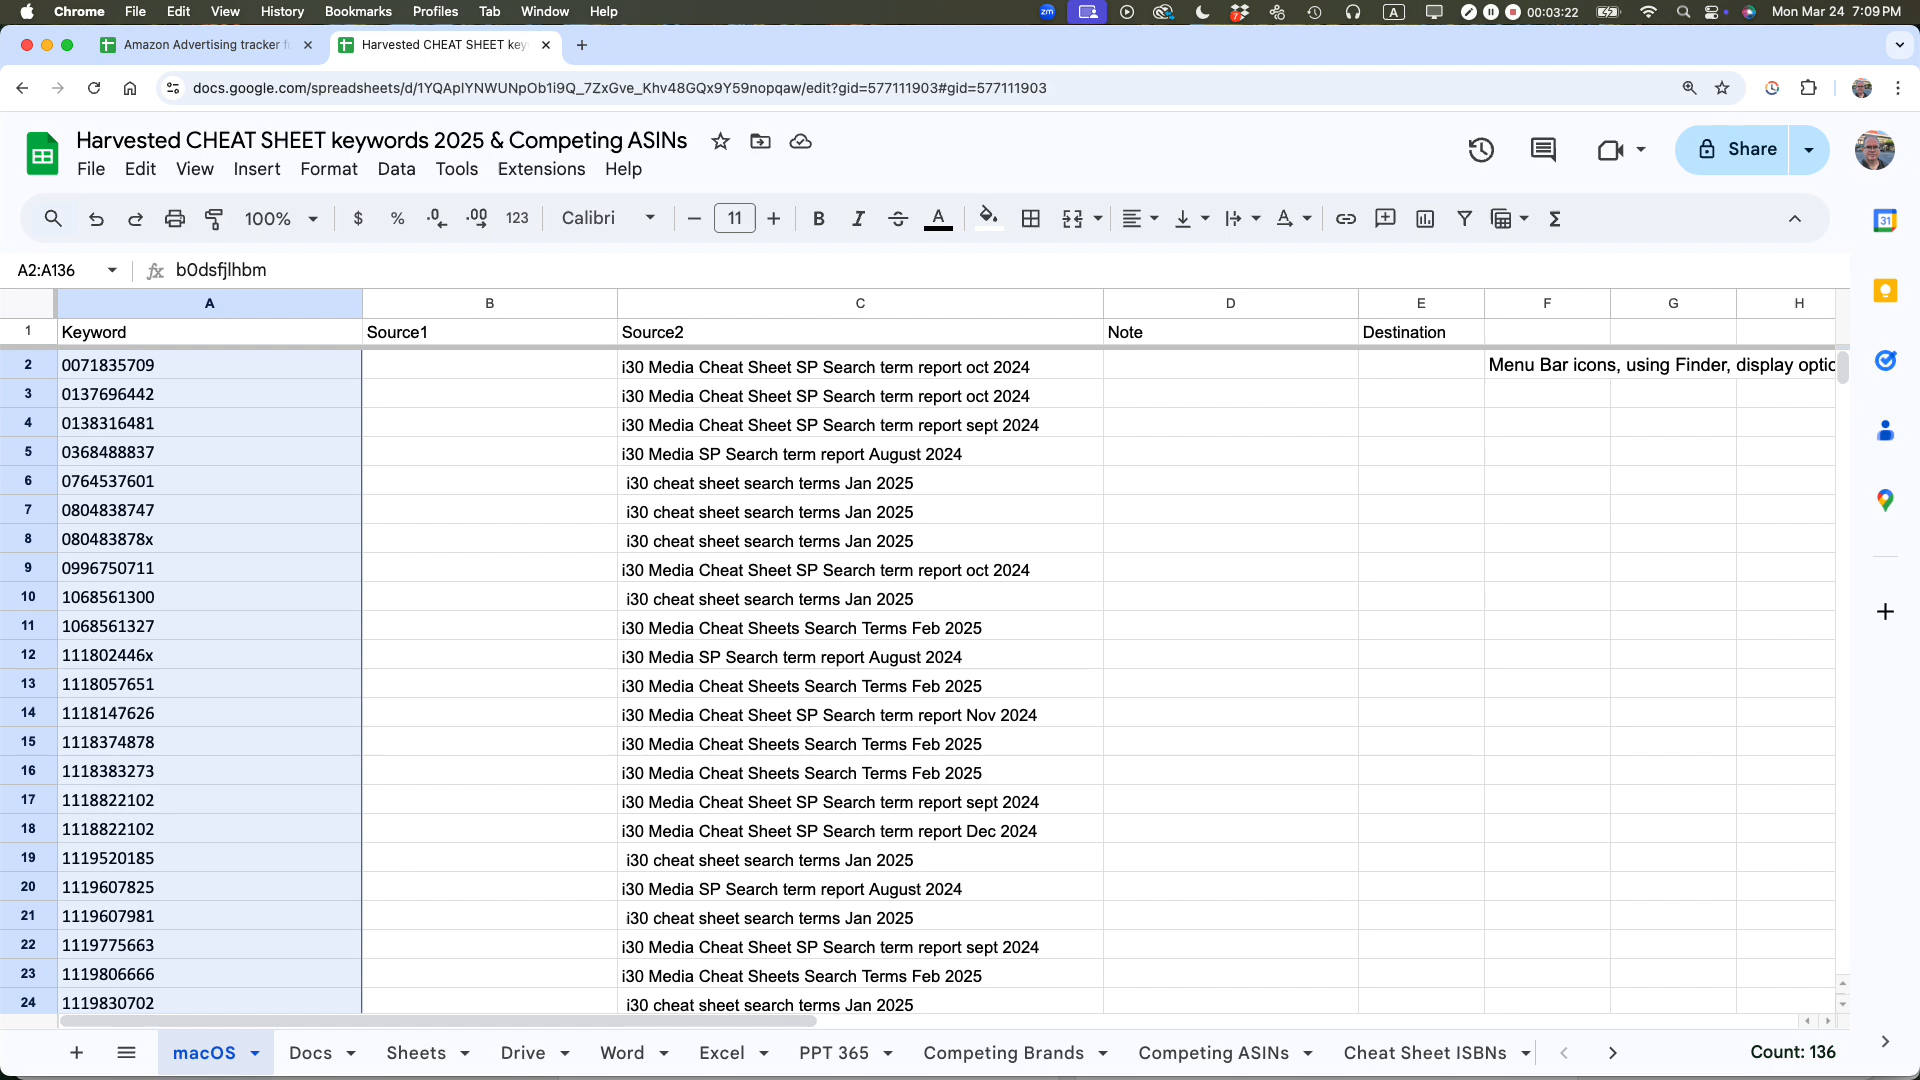 Chrome File Edit View History Bookmarks Profiles Tab Window Help zm A 00:03:22 Mon Mar 24 7:09 PM
Amazon Advertising tracker f Harvested CHEAT SHEET key
docs.google.com/spreadsheets/d/1YQAplYNWUNpOb1i9Q_7ZxGve_Khv48GQx9Y59nopqaw/edit?gid=577111903#gid=577111903
Harvested CHEAT SHEET keywords 2025 & Competing ASINs
File Edit View Insert Format Data Tools Extensions Help
Share
100% $ % .0 .00 123 Calibri 11 B I A A Σ
31
A2:A136 fx b0dsfjlhbm
A B C D E F G H
1 Keyword Source1 Source2 Note Destination
2 0071835709 i30 Media Cheat Sheet SP Search term report oct 2024 Menu Bar icons, using Finder, display optio
3 0137696442 i30 Media Cheat Sheet SP Search term report oct 2024
4 0138316481 i30 Media Cheat Sheet SP Search term report sept 2024
5 0368488837 i30 Media SP Search term report August 2024
6 0764537601 i30 cheat sheet search terms Jan 2025
7 0804838747 i30 cheat sheet search terms Jan 2025
8 080483878x i30 cheat sheet search terms Jan 2025
9 0996750711 i30 Media Cheat Sheet SP Search term report oct 2024
10 1068561300 i30 cheat sheet search terms Jan 2025
11 1068561327 i30 Media Cheat Sheets Search Terms Feb 2025
12 111802446x i30 Media SP Search term report August 2024
13 1118057651 i30 Media Cheat Sheets Search Terms Feb 2025
14 1118147626 i30 Media Cheat Sheet SP Search term report Nov 2024
15 1118374878 i30 Media Cheat Sheets Search Terms Feb 2025
16 1118383273 i30 Media Cheat Sheets Search Terms Feb 2025
17 1118822102 i30 Media Cheat Sheet SP Search term report sept 2024
18 1118822102 i30 Media Cheat Sheet SP Search term report Dec 2024
19 1119520185 i30 cheat sheet search terms Jan 2025
20 1119607825 i30 Media SP Search term report August 2024
21 1119607981 i30 cheat sheet search terms Jan 2025
22 1119775663 i30 Media Cheat Sheet SP Search term report sept 2024
23 1119806666 i30 Media Cheat Sheets Search Terms Feb 2025
24 1119830702 i30 cheat sheet search terms Jan 2025
macOS Docs Sheets Drive Word Excel PPT 365 Competing Brands Competing ASINs Cheat Sheet ISBNs Count: 136